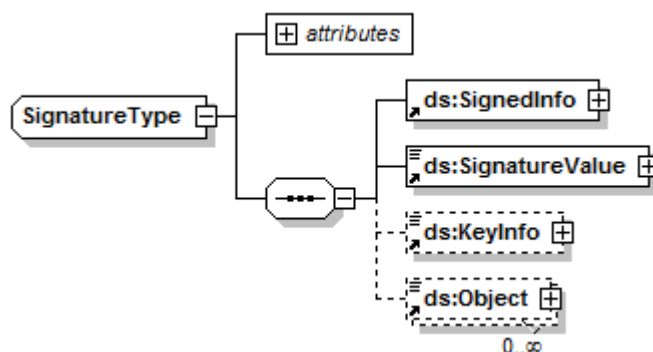 attributes
SignatureType
ds:SignedInfo
ds:SignatureValue
ds:KeyInfo
ds:Object
0..∞